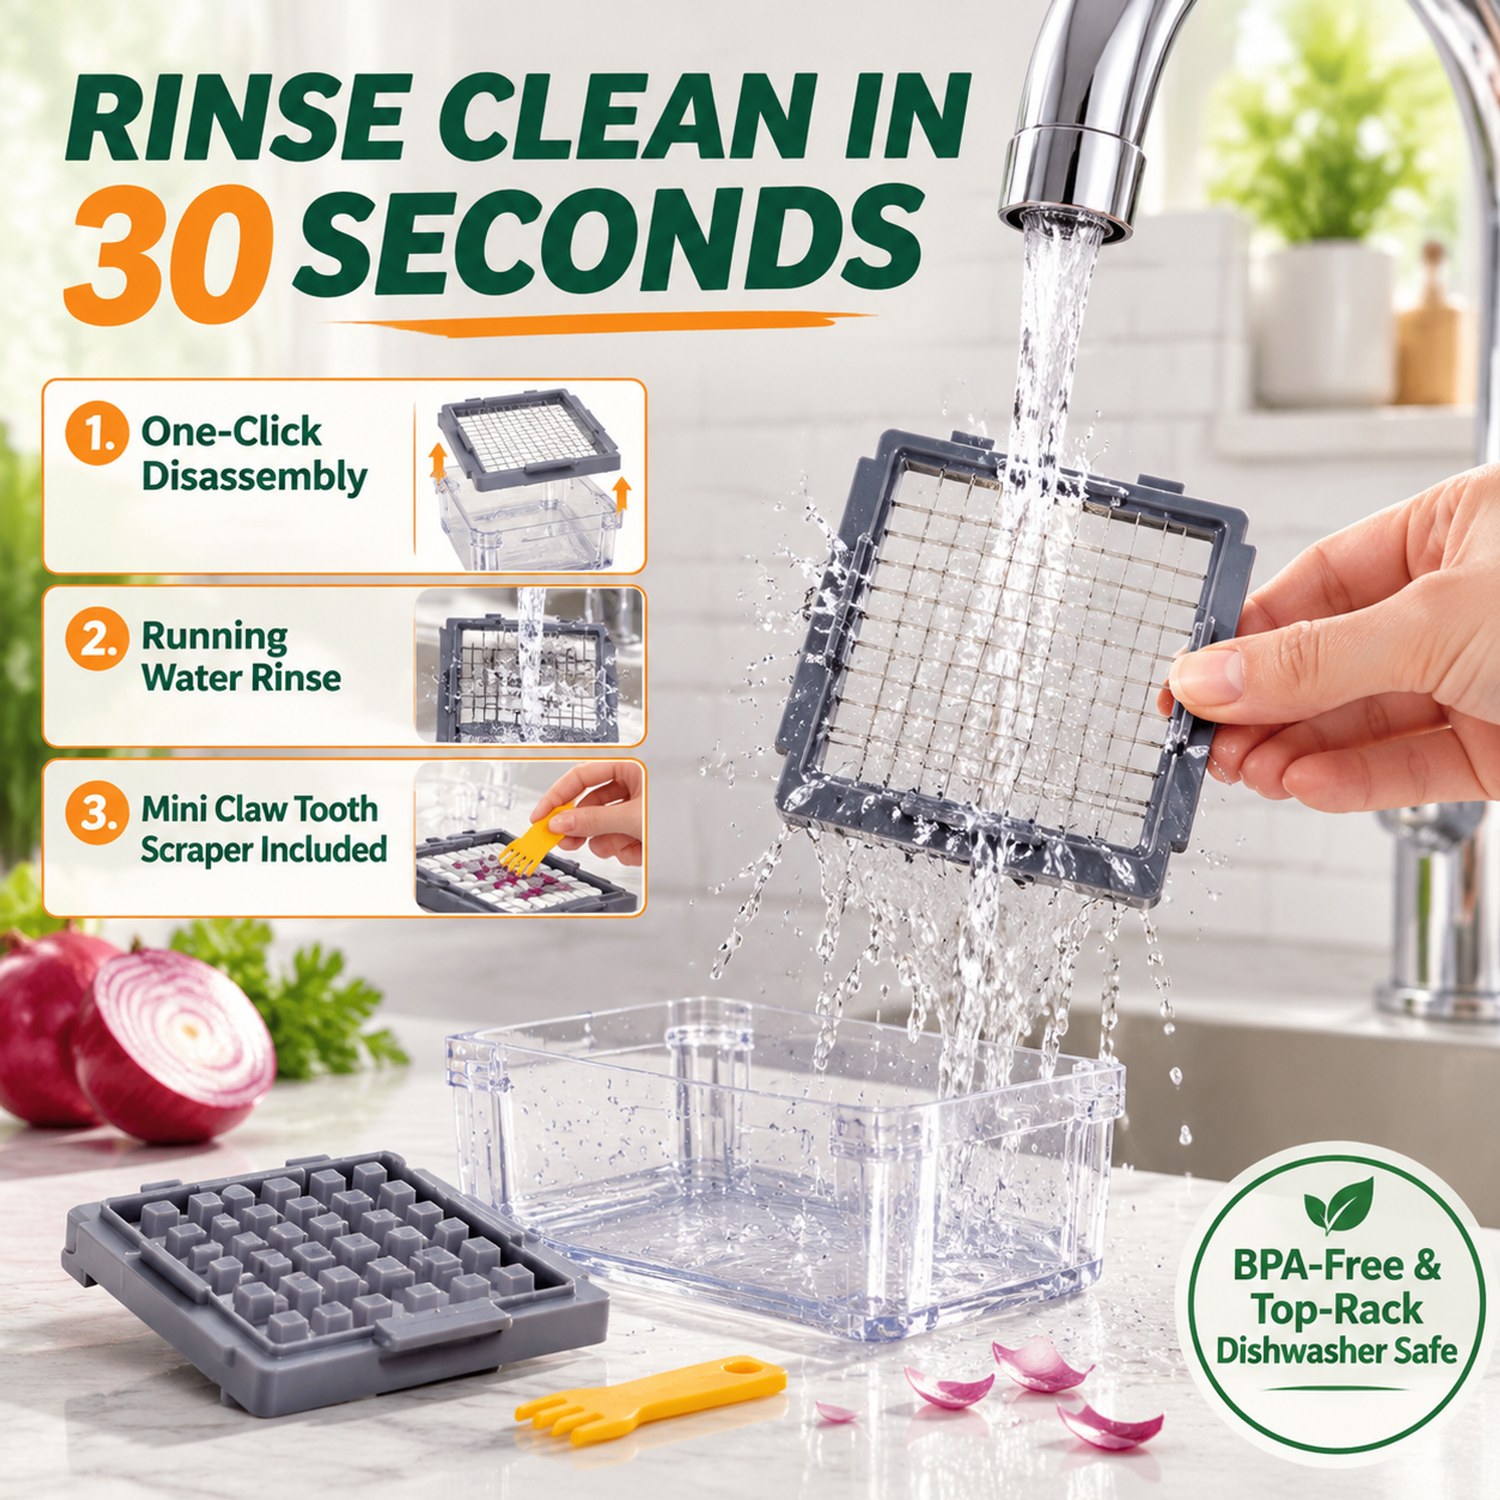 RINSE CLEAN IN
30 SECONDS
1. One-Click
Disassembly
2. Running
Water Rinse
3. Mini Claw Tooth
Scraper Included
BPA-Free &
Top-Rack
Dishwasher Safe